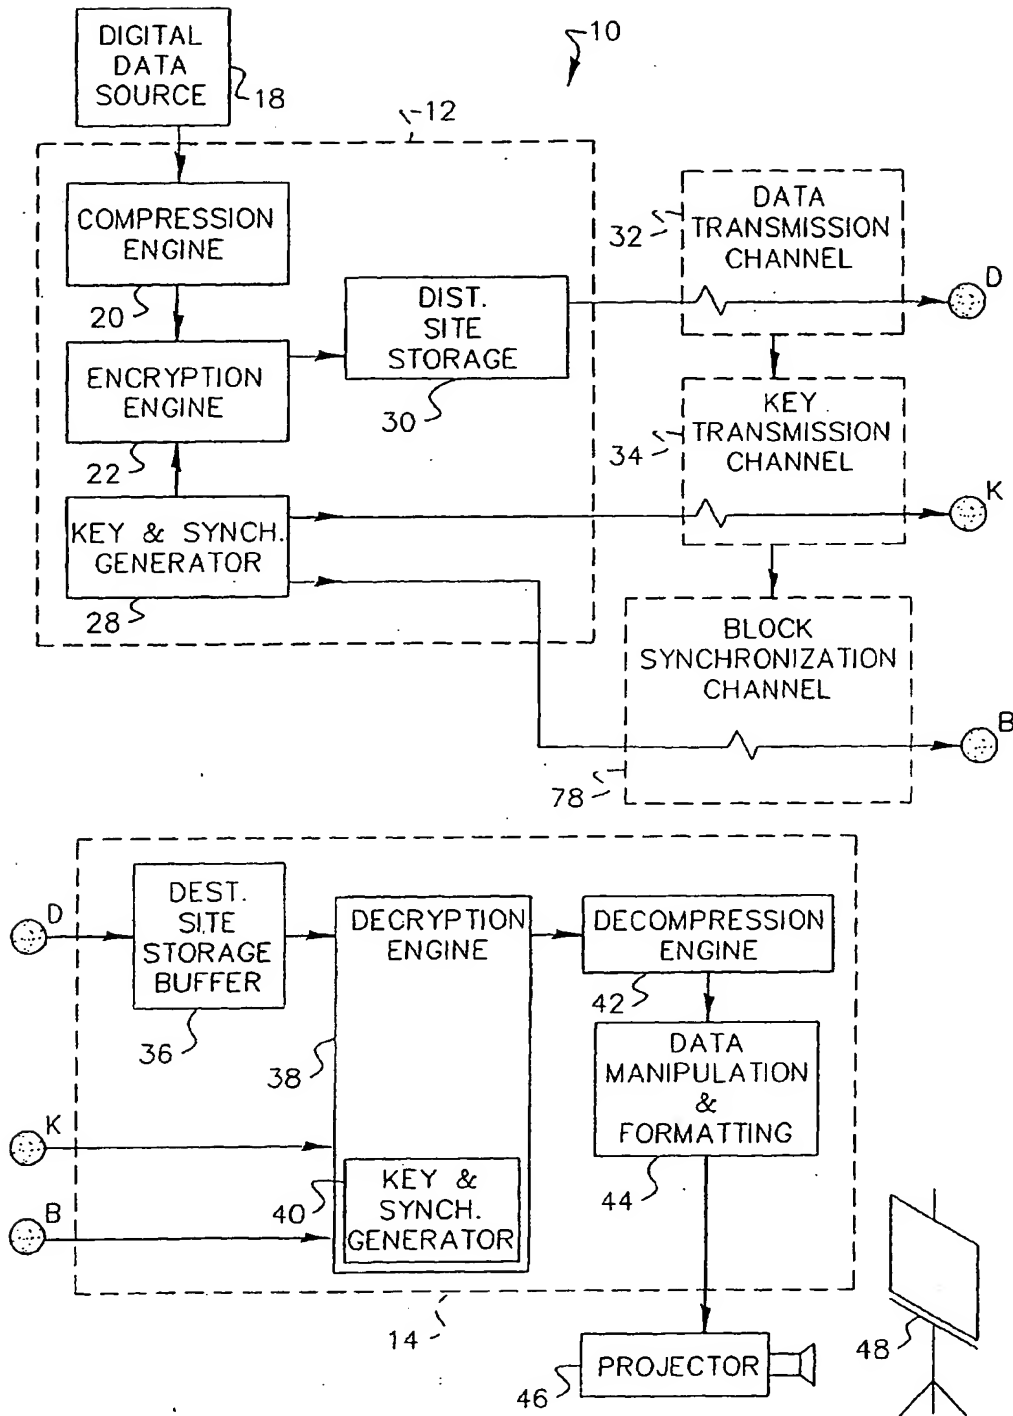 10
DIGITAL
DATA
SOURCE
18
12
COMPRESSION
ENGINE
20
DATA
TRANSMISSION
CHANNEL
32
D
DIST.
SITE
STORAGE
30
ENCRYPTION
ENGINE
22
KEY
TRANSMISSION
CHANNEL
34
K
KEY & SYNCH.
GENERATOR
28
BLOCK
SYNCHRONIZATION
CHANNEL
78
B
D
DEST.
SITE
STORAGE
BUFFER
36
DECRYPTION
ENGINE
38
DECOMPRESSION
ENGINE
42
DATA
MANIPULATION
&
FORMATTING
44
K
B
KEY &
SYNCH.
GENERATOR
40
14
PROJECTOR
46
48